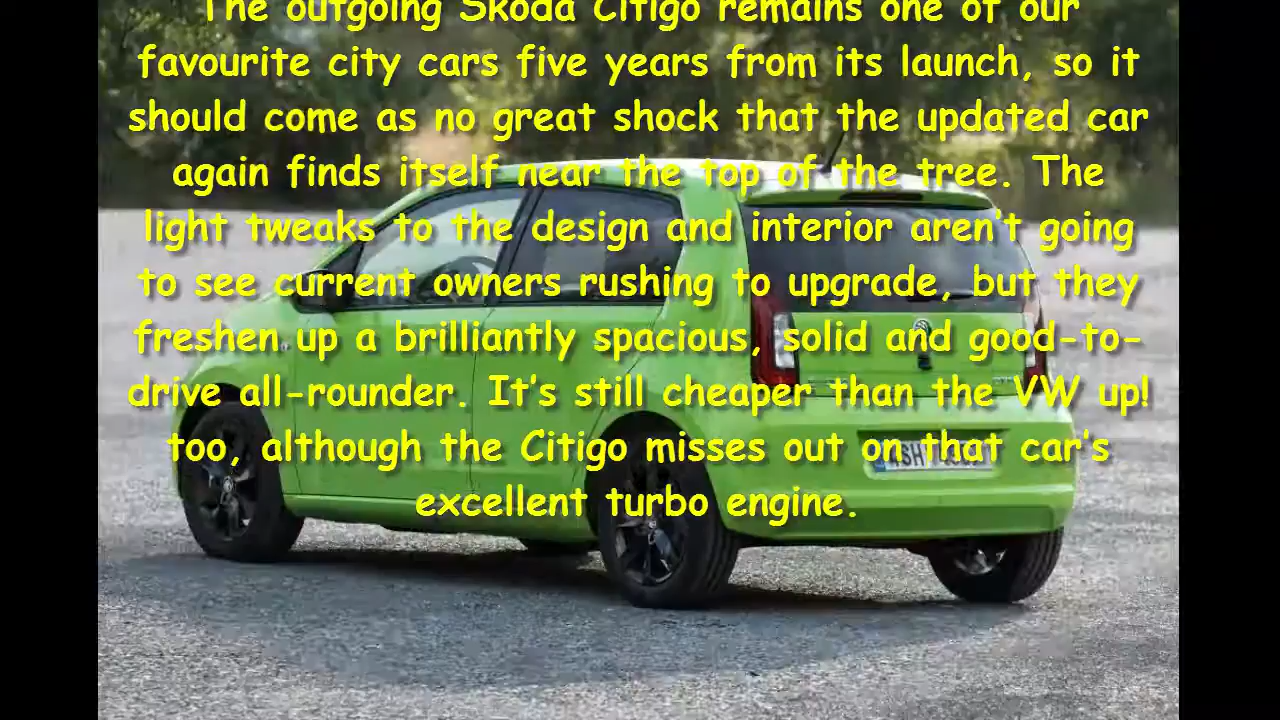 The outgoing Skoda Citigo remains one of our
favourite city cars five years from its launch, so it
should come as no great shock that the updated car
again finds itself near the top of the tree. The
light tweaks to the design and interior aren't going
to see current owners rushing to upgrade, but they
freshen up a brilliantly spacious, solid and good-to-
drive all-rounder. It's still cheaper than the VW up!
too, although the Citigo misses out on that car's
excellent turbo engine.